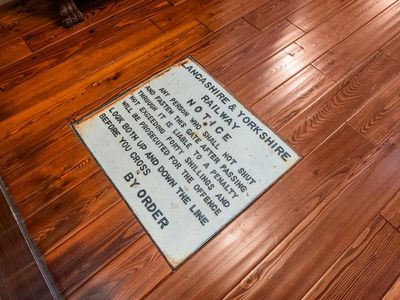 LANCASHIRE & YORKSHIRE
RAILWAY
NOTICE
ANY PERSON WHO SHALL NOT SHUT
AND FASTEN THIS GATE AFTER PASSING
THROUGH IT IS LIABLE TO A PENALTY
NOT EXCEEDING FORTY SHILLINGS AND
WILL BE PROSECUTED FOR THE OFFENCE
LOOK BOTH UP AND DOWN THE LINE
BEFORE YOU CROSS
BY ORDER